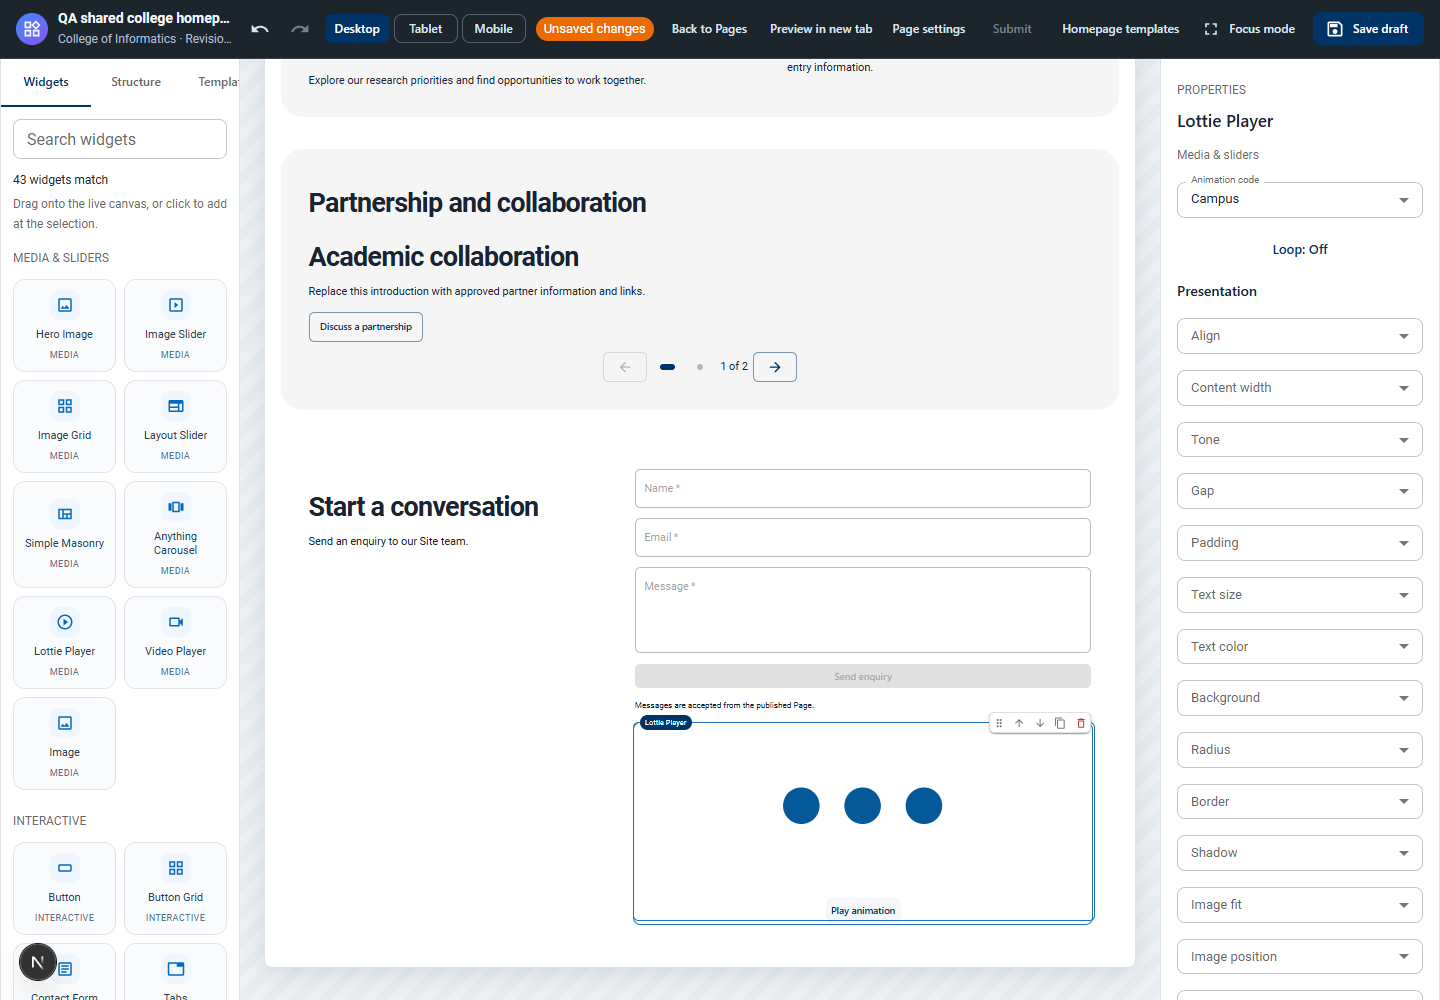 QA shared college homep...
College of Informatics · Revisio...
Desktop
Tablet
Mobile
Unsaved changes
Back to Pages
Preview in new tab
Page settings
Submit
Homepage templates
Focus mode
Save draft
Widgets
Structure
Templa
Search widgets
43 widgets match
Drag onto the live canvas, or click to add
at the selection.
MEDIA & SLIDERS
Hero Image
MEDIA
Image Slider
MEDIA
Image Grid
MEDIA
Layout Slider
MEDIA
Simple Masonry
MEDIA
Anything
Carousel
MEDIA
Lottie Player
MEDIA
Video Player
MEDIA
Image
MEDIA
INTERACTIVE
Button
INTERACTIVE
Button Grid
INTERACTIVE
Contact Form
Tabs
N
entry information.
Explore our research priorities and find opportunities to work together.
Partnership and collaboration
Academic collaboration
Replace this introduction with approved partner information and links.
Discuss a partnership
1 of 2
Start a conversation
Send an enquiry to our Site team.
Name *
Email *
Message *
Send enquiry
Messages are accepted from the published Page.
Lottie Player
Play animation
PROPERTIES
Lottie Player
Media & sliders
Animation code
Campus
Loop: Off
Presentation
Align
Content width
Tone
Gap
Padding
Text size
Text color
Background
Radius
Border
Shadow
Image fit
Image position